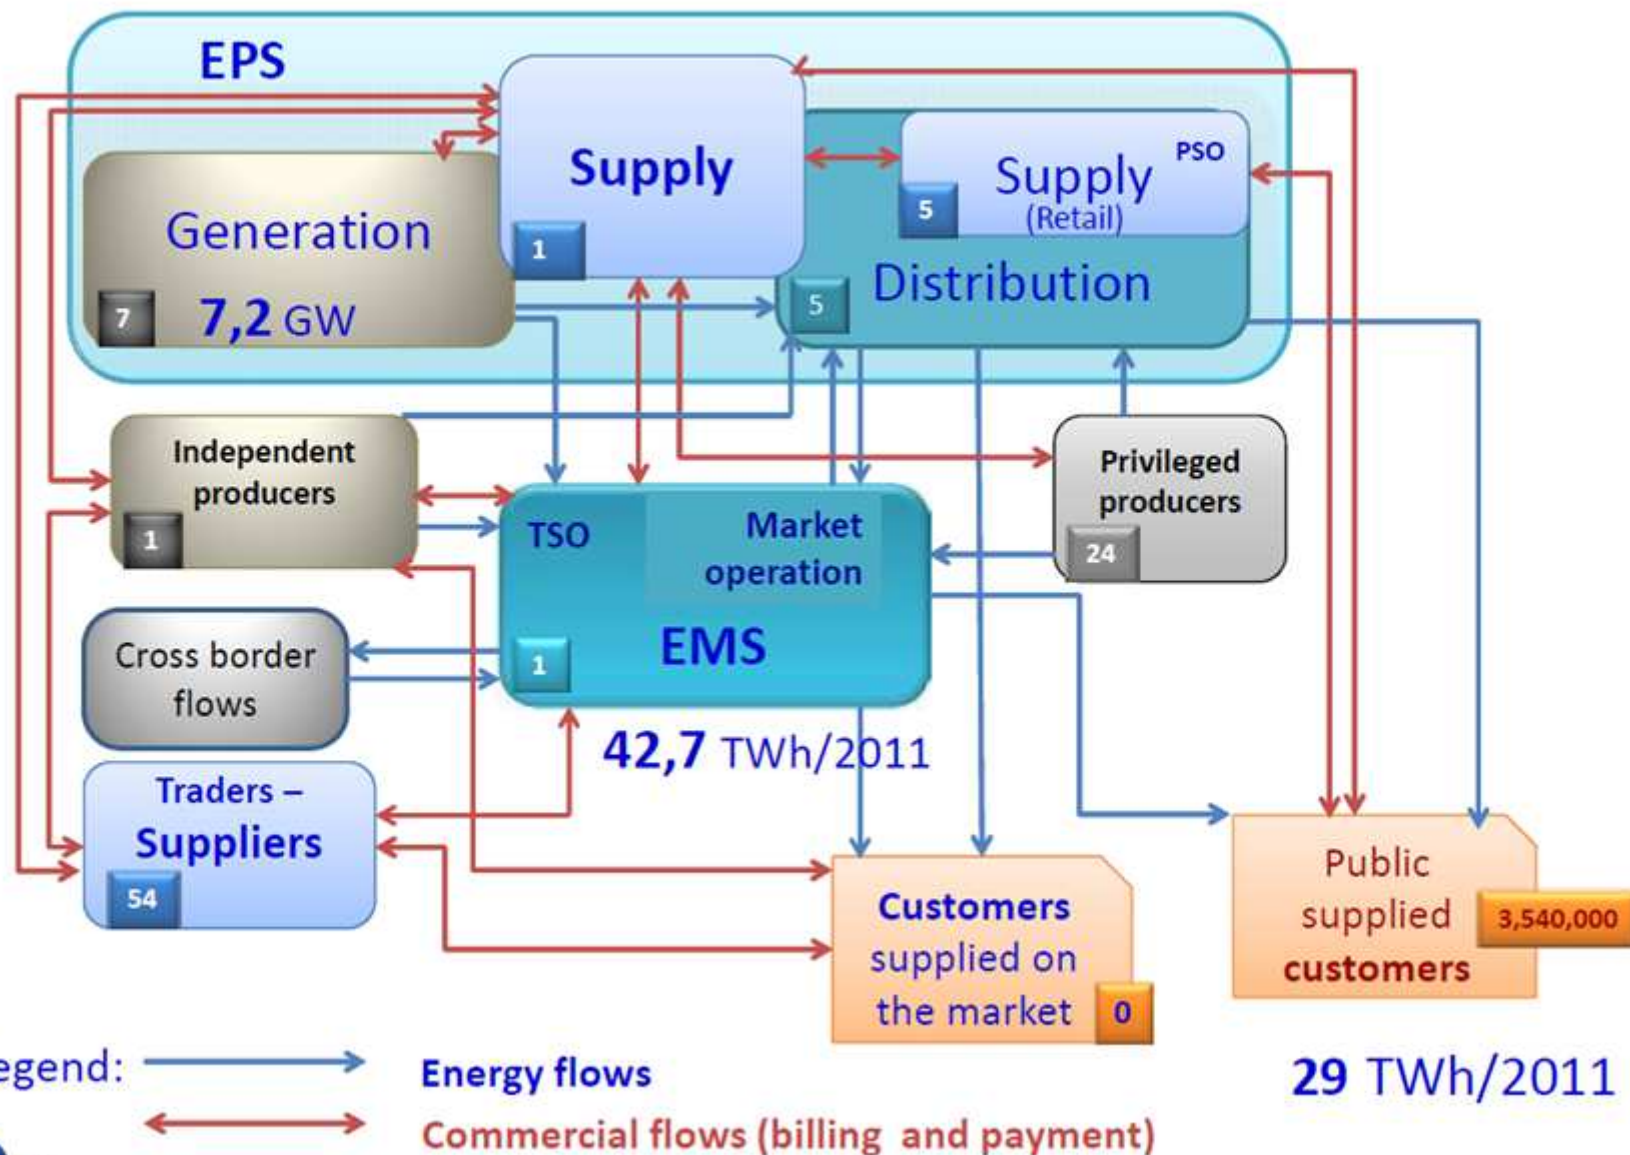 EPS
Supply
1
Supply
PSO
(Retail)
5
Generation
7
7,2 GW
Distribution
5
Independent
producers
1
Privileged
producers
24
TSO
Market
operation
EMS
1
Cross border
flows
42,7 TWh/2011
Traders –
Suppliers
54
Customers
supplied on
the market
0
Public
supplied
customers
3,540,000
29 TWh/2011
egend:
Energy flows
Commercial flows (billing and payment)